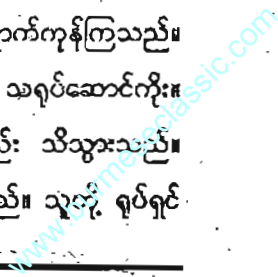 ာက်ကုန်ကြသည်။
သရုပ်ဆောင်ကိုး။
သိသွားသည်။
သည်။ သူတို့ ရုပ်ရှင်
www.burmeseclassic.com